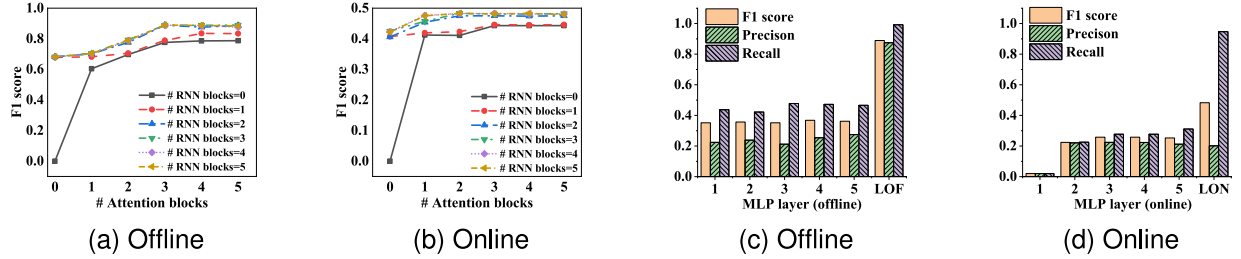 F1 score
1.0
0.8
0.6
0.4
0.2
0.0
# RNN blocks=0
# RNN blocks=1
# RNN blocks=2
# RNN blocks=3
# RNN blocks=4
# RNN blocks=5
0 1 2 3 4 5
# Attention blocks
(a) Offline
F1 score
0.5
0.4
0.3
0.2
0.1
0.0
# RNN blocks=0
# RNN blocks=1
# RNN blocks=2
# RNN blocks=3
# RNN blocks=4
# RNN blocks=5
0 1 2 3 4 5
# Attention blocks
(b) Online
F1 score
Precison
Recall
1.0
0.8
0.6
0.4
0.2
0.0
1 2 3 4 5 LOF
MLP layer (offline)
(c) Offline
F1 score
Precison
Recall
1.0
0.8
0.6
0.4
0.2
0.0
1 2 3 4 5 LON
MLP layer (online)
(d) Online